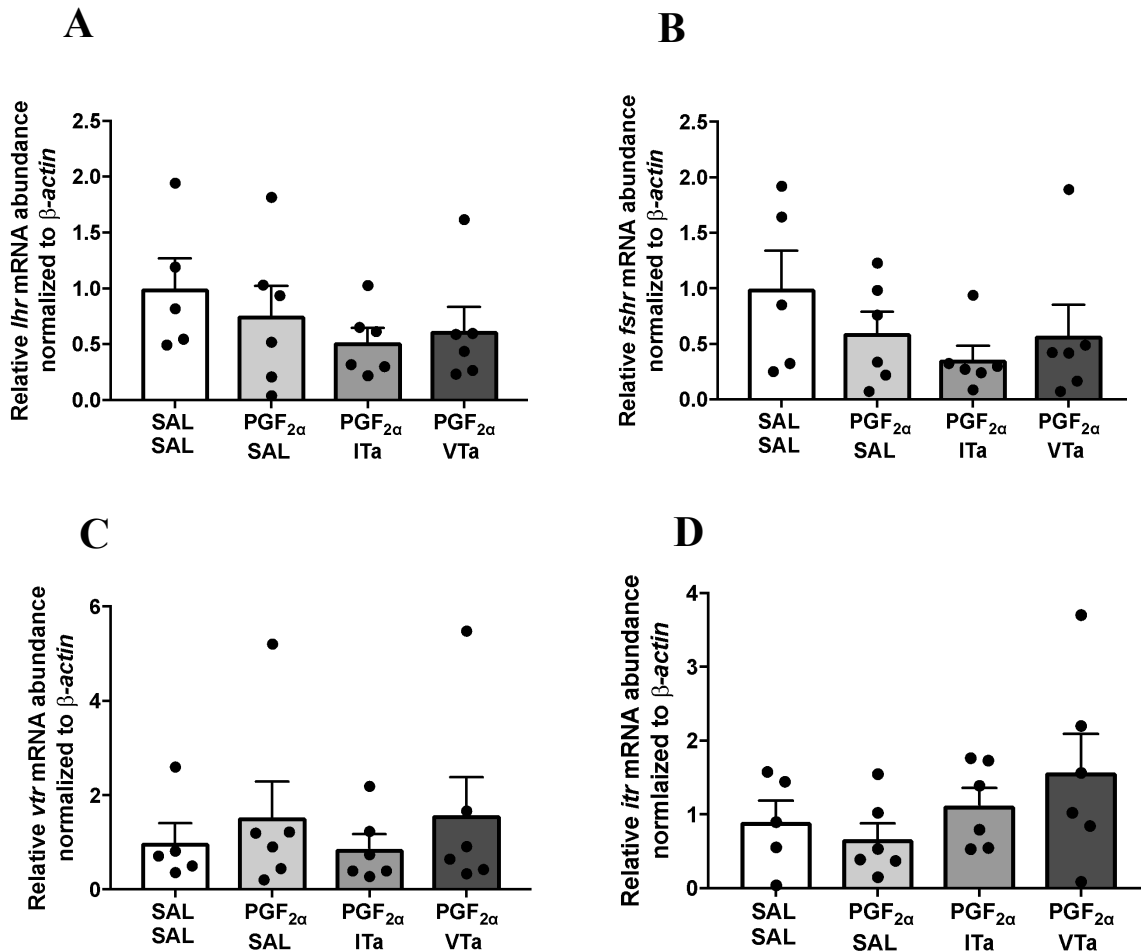 A
Relative lhr mRNA abundance
normalized to β-actin
2.5
2.0
1.5
1.0
0.5
0.0
SAL PGF2α PGF2α PGF2α
SAL SAL ITa VTa
B
Relative fshr mRNA abundance
normalized to β-actin
2.5
2.0
1.5
1.0
0.5
0.0
SAL PGF2α PGF2α PGF2α
SAL SAL ITa VTa
C
Relative vtr mRNA abundance
normalized to β-actin
6
4
2
0
SAL PGF2α PGF2α PGF2α
SAL SAL ITa VTa
D
Relative itr mRNA abundance
normlaized to β-actin
4
3
2
1
0
SAL PGF2α PGF2α PGF2α
SAL SAL ITa VTa